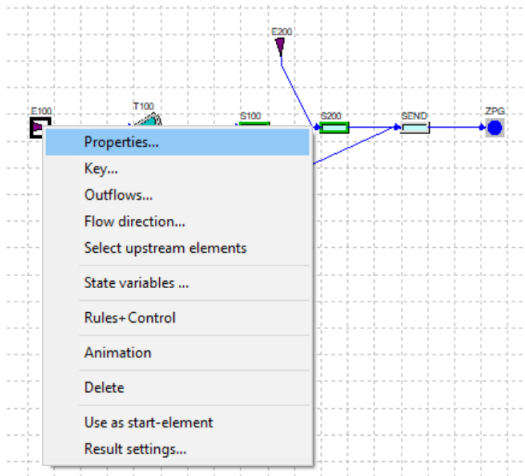 E200
E100
T100
S100
S200
SEND
ZPG
Properties...
Key...
Outflows...
Flow direction...
Select upstream elements
State variables ...
Rules+Control
Animation
Delete
Use as start-element
Result settings...